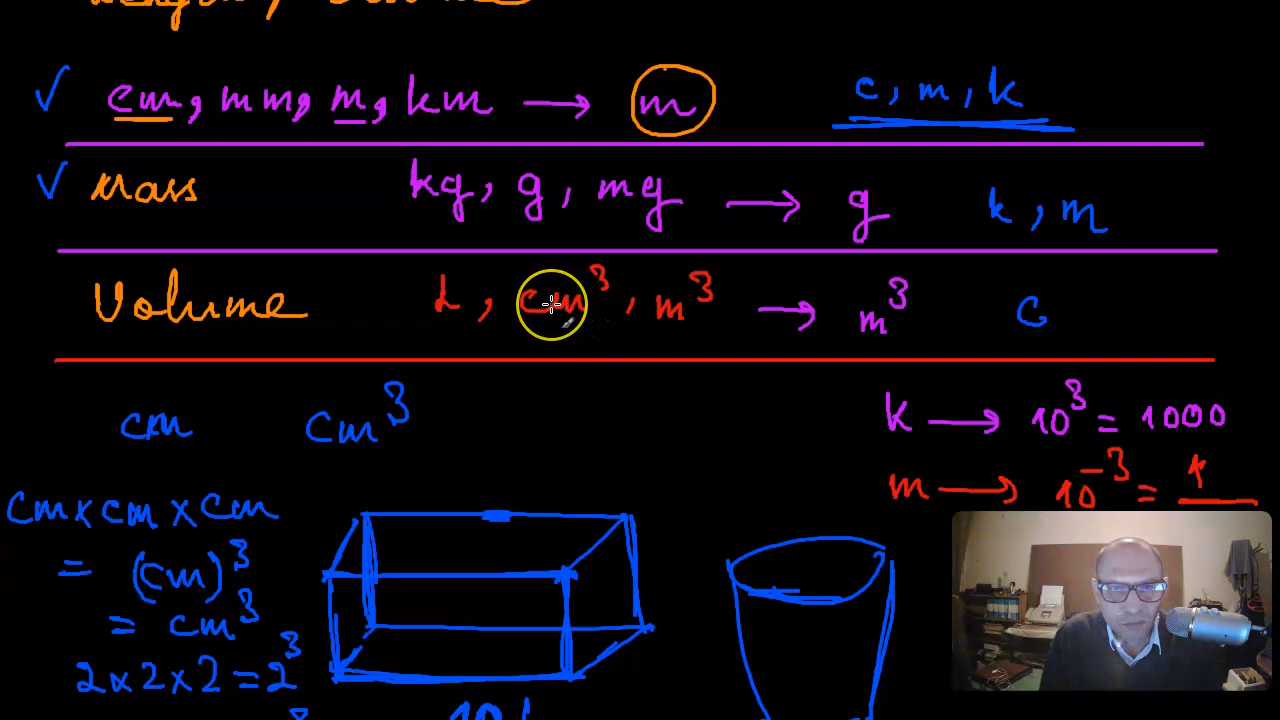 cm, mm, m, km → m c, m, k
Mass kg, g, mg → g k, m
Volume L, cm³, m³ → m³ c
cm cm³
k → 10³ = 1000
m → 10⁻³ = 1
cm x cm x cm
= (cm)³
= cm³
2 x 2 x 2 = 2³